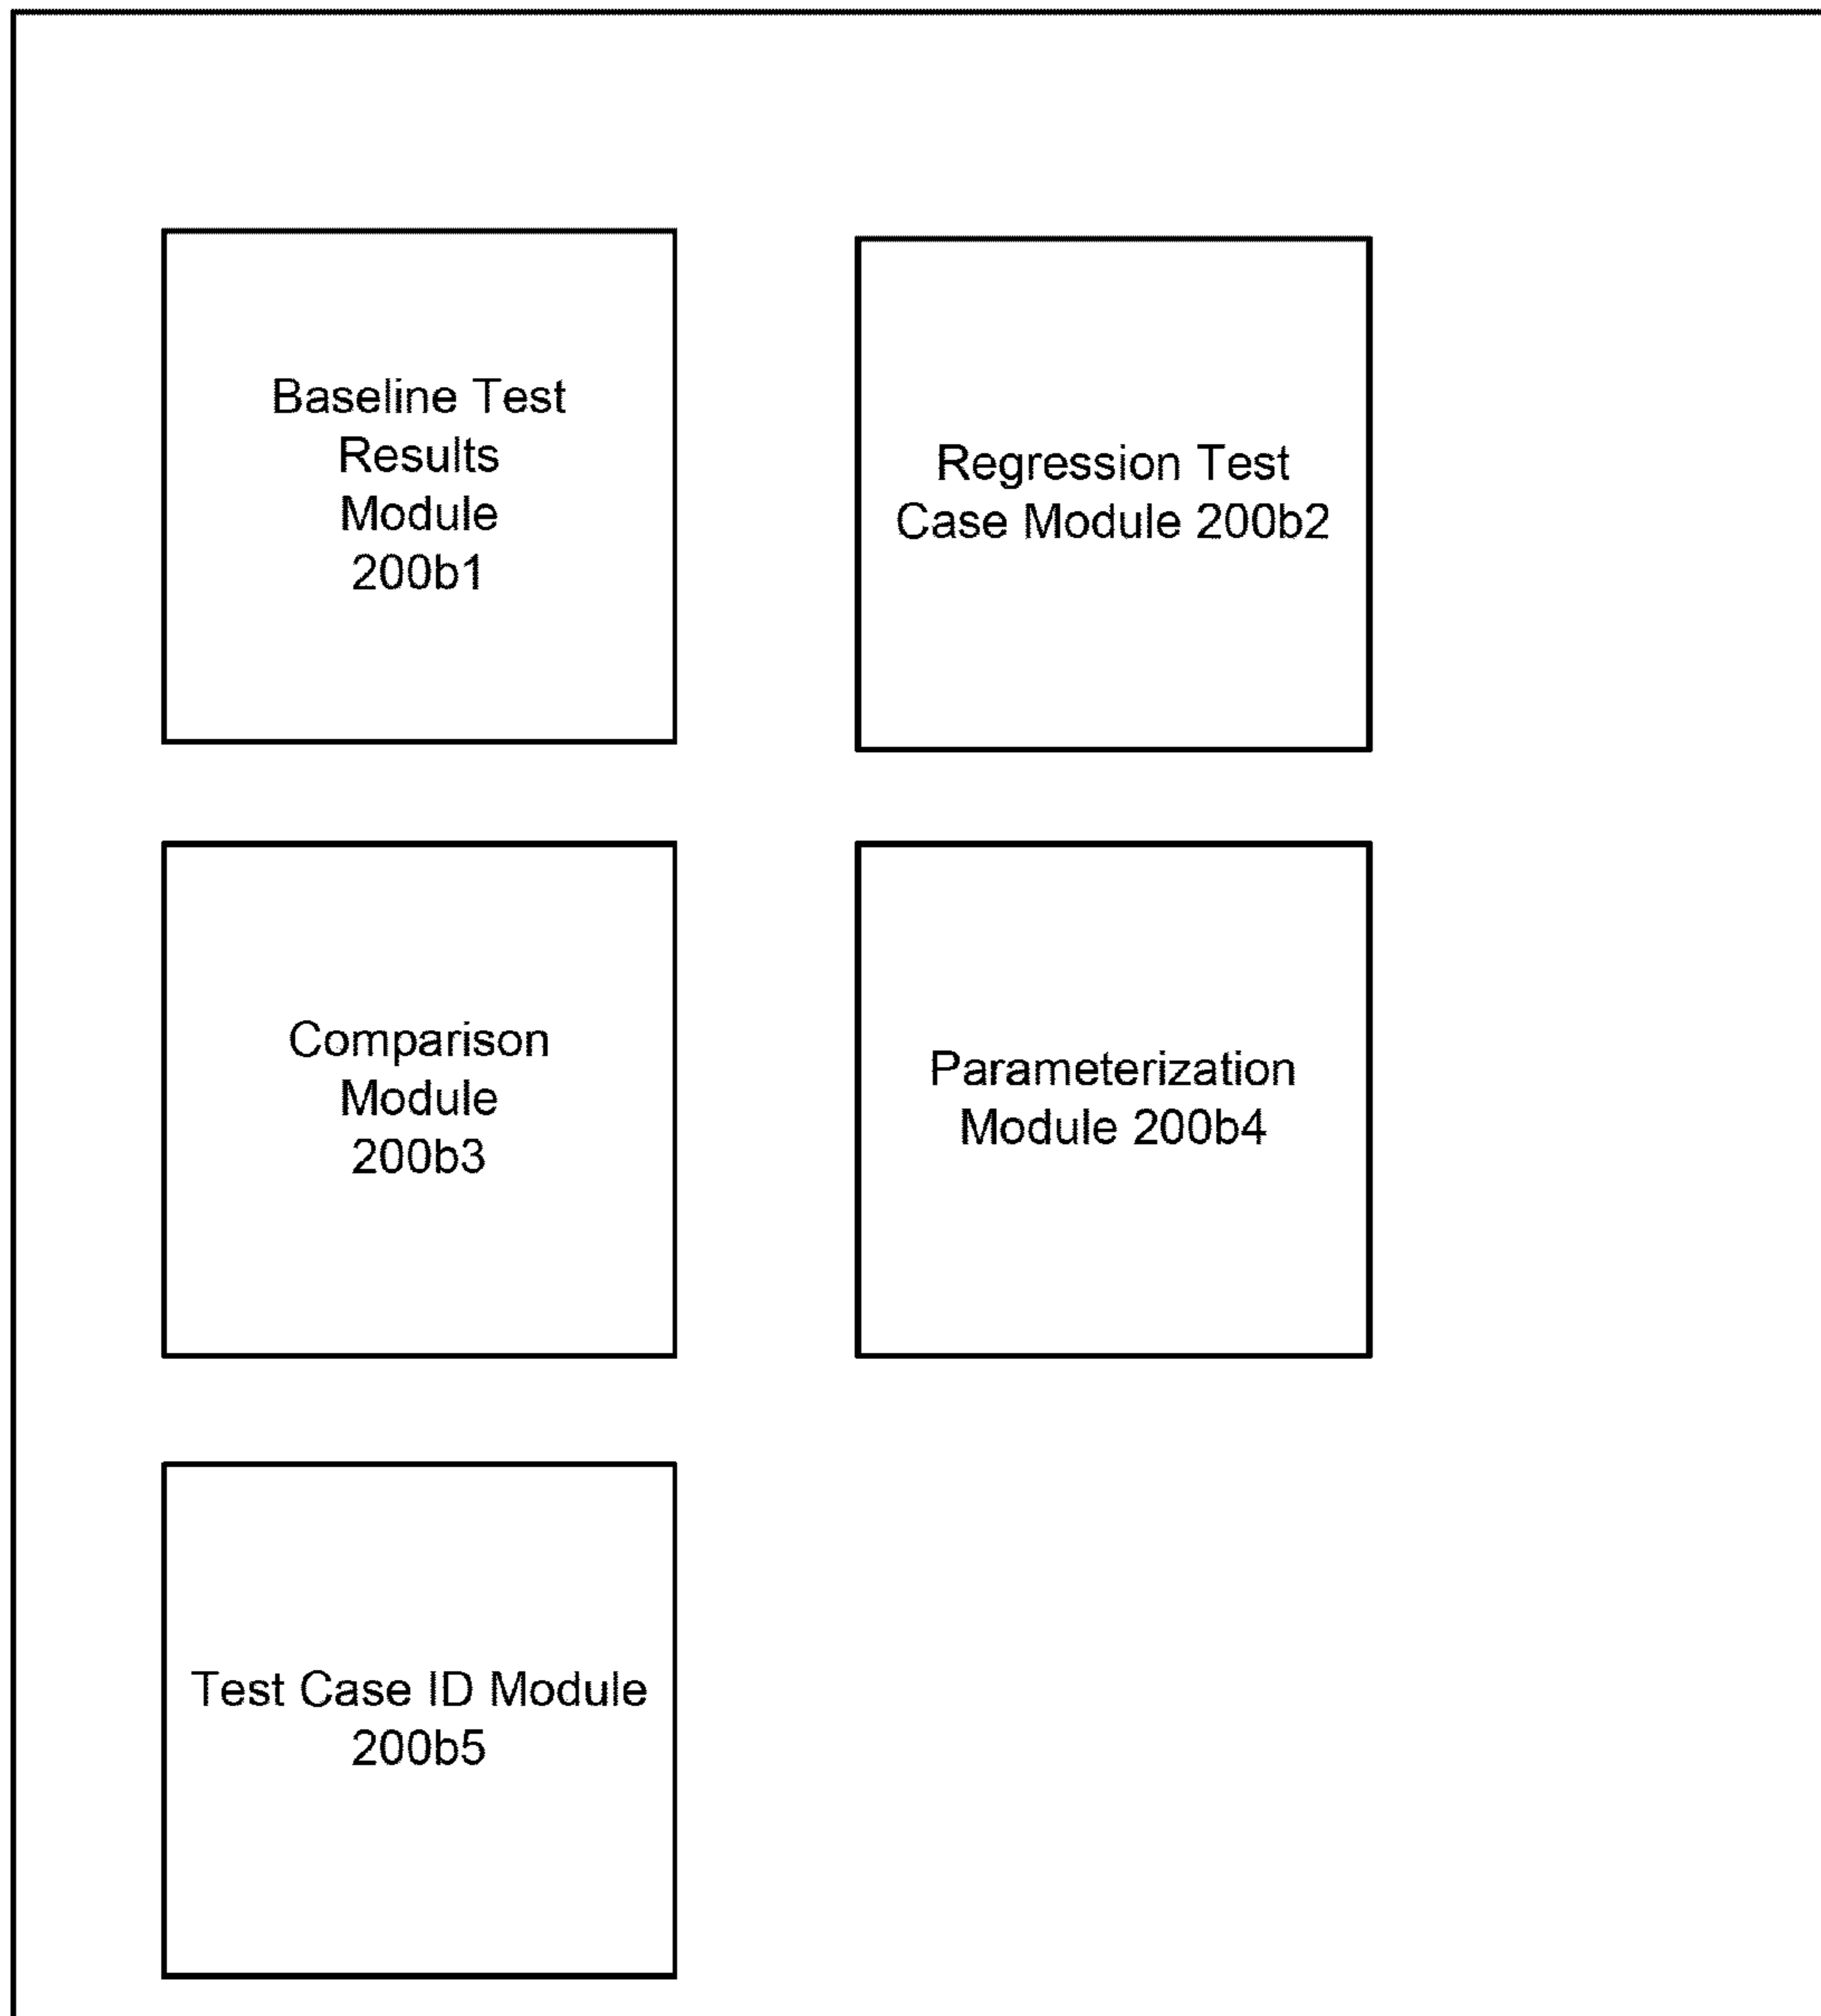 Baseline Test
Results
Module
200b1
Regression Test
Case Module 200b2
Comparison
Module
200b3
Parameterization
Module 200b4
Test Case ID Module
200b5